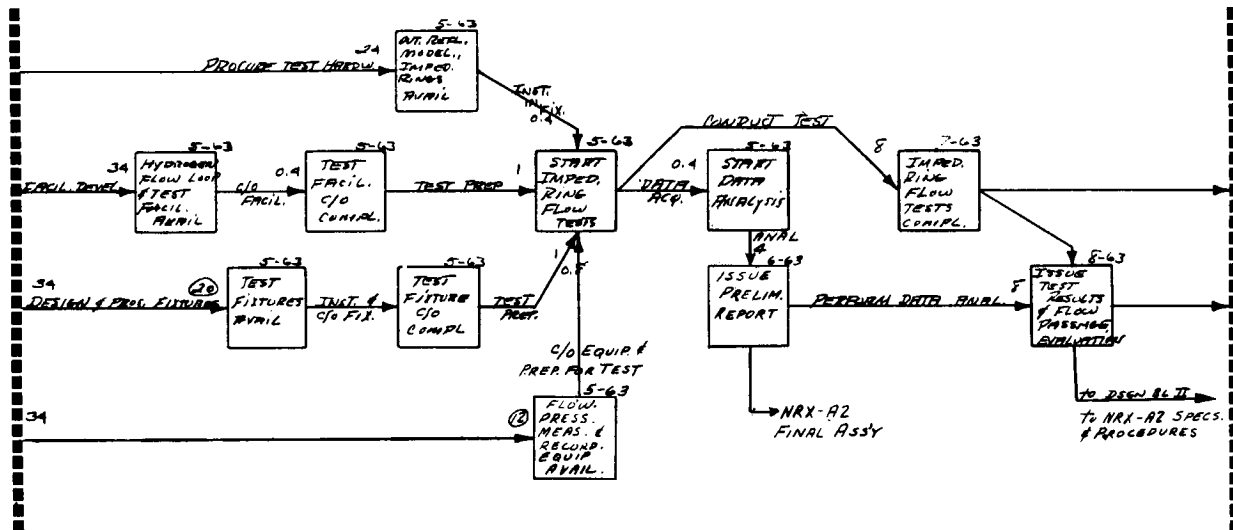 5-63
24
OUT. REFL.
MODEL,
IMPED.
RINGS
AVAIL
PROCURE TEST HARDW.
INST.
IN
FIX.
0.4
5-63
34
HYDROGEN
FLOW LOOP
& TEST
FACIL.
AVAIL
FACIL. DEVEL
0.4
C/O
FACIL.
5-63
TEST
FACIL.
C/O
COMPL.
TEST PREP
1
5-63
START
IMPED.
RING
FLOW
TESTS
CONDUCT TEST
0.4
DATA
ACQ.
5-63
START
DATA
ANALYSIS
8
7-63
IMPED.
RING
FLOW
TESTS
COMPL.
ANAL
4
34
DESIGN & PROC. FIXTURES
20
5-63
TEST
FIXTURES
AVAIL
INST. &
C/O FIX.
5-63
TEST
FIXTURE
C/O
COMPL
TEST
PREP.
1
0.8
6-63
ISSUE
PRELIM.
REPORT
PERFORM DATA ANAL.
8
8-63
ISSUE
TEST
RESULTS
& FLOW
PASSAGE
EVALUATION
C/O EQUIP. &
PREP. FOR TEST
34
12
5-63
FLOW.
PRESS.
MEAS. &
RECORD.
EQUIP
AVAIL.
NRX-A2
FINAL ASS'Y
to DSGN BL II
to NRX-A2 SPECS.
& PROCEDURES